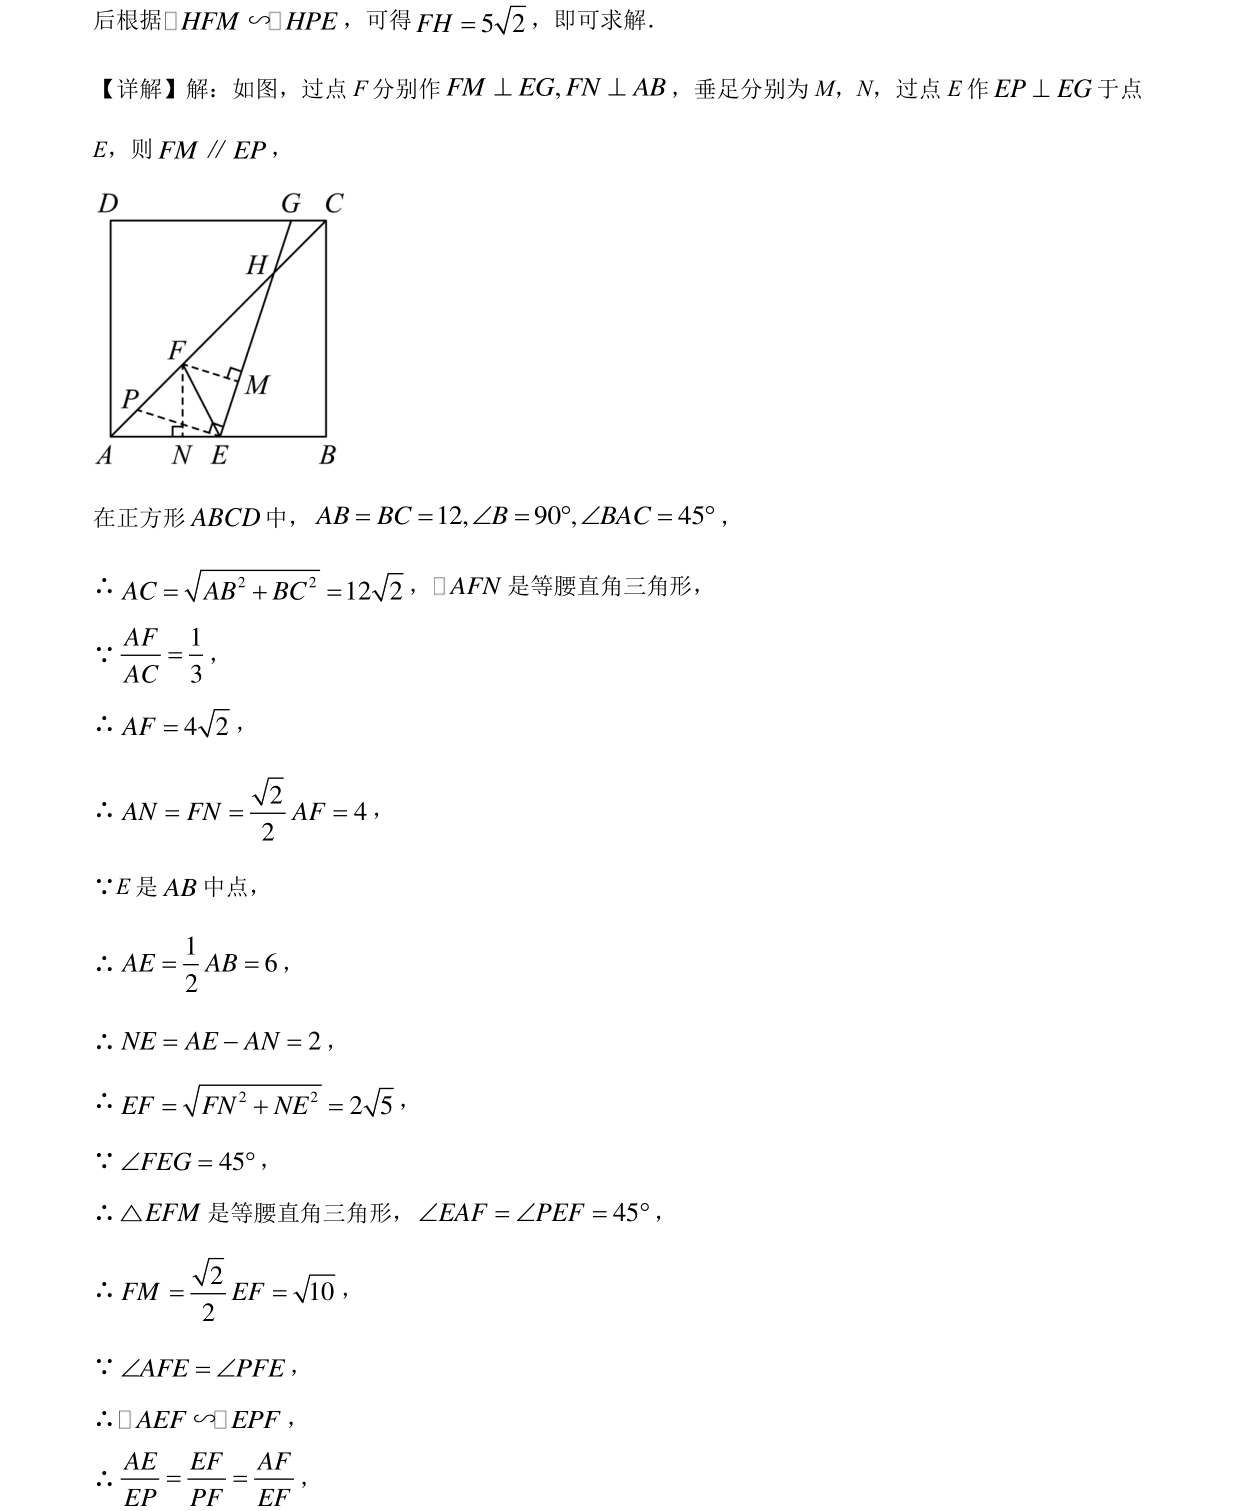 后根据□HFM ∽□HPE，可得FH = 5√2，即可求解．
【详解】解：如图，过点 F 分别作 FM ⊥ EG, FN ⊥ AB，垂足分别为 M，N，过点 E 作 EP ⊥ EG 于点
E，则 FM ∥ EP，
D G C
H
F
M
P
A N E B
在正方形 ABCD 中， AB = BC = 12, ∠B = 90°, ∠BAC = 45°，
∴ AC = √(AB² + BC²) = 12√2，□AFN 是等腰直角三角形，
∵ AF/AC = 1/3，
∴ AF = 4√2，
∴ AN = FN = √2/2 AF = 4，
∵E 是 AB 中点，
∴ AE = 1/2 AB = 6，
∴ NE = AE − AN = 2，
∴ EF = √(FN² + NE²) = 2√5，
∵ ∠FEG = 45°，
∴ △EFM 是等腰直角三角形，∠EAF = ∠PEF = 45°，
∴ FM = √2/2 EF = √10，
∵ ∠AFE = ∠PFE，
∴□AEF ∽□EPF，
∴ AE/EP = EF/PF = AF/EF，